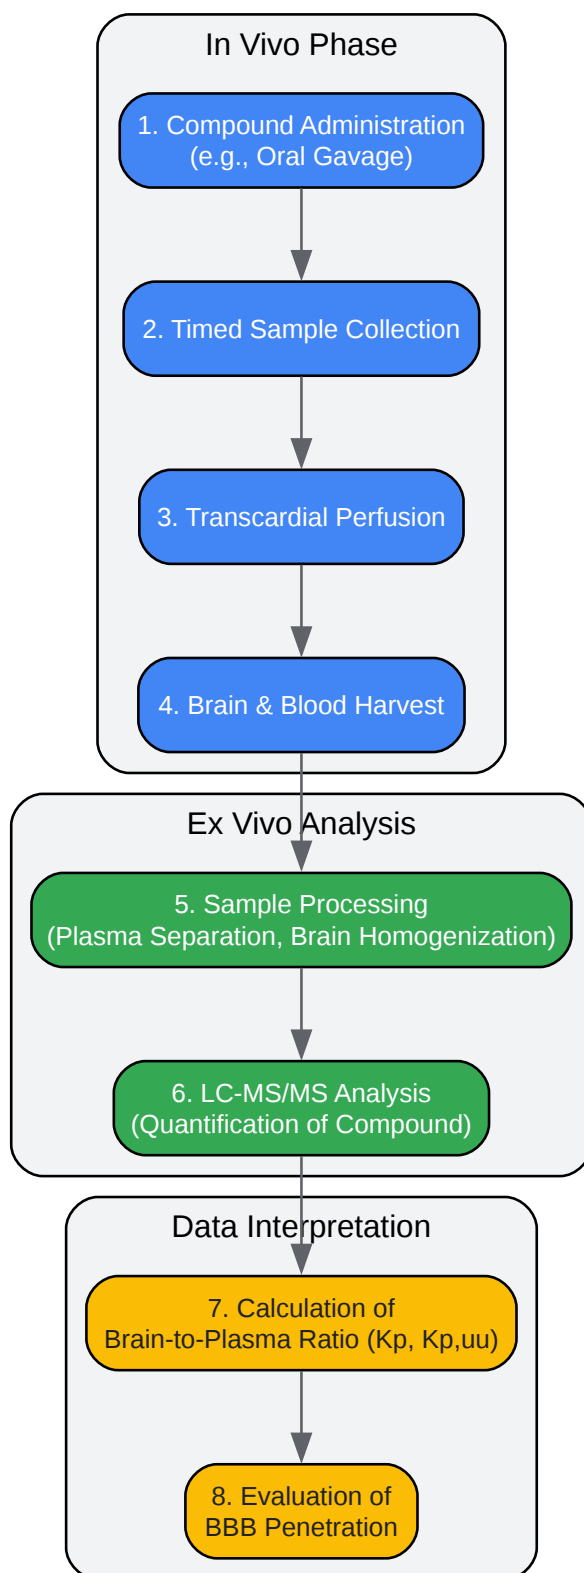 In Vivo Phase
1. Compound Administration
(e.g., Oral Gavage)
2. Timed Sample Collection
3. Transcardial Perfusion
4. Brain & Blood Harvest
Ex Vivo Analysis
5. Sample Processing
(Plasma Separation, Brain Homogenization)
6. LC-MS/MS Analysis
(Quantification of Compound)
Data Interpretation
7. Calculation of
Brain-to-Plasma Ratio (Kp, Kp,uu)
8. Evaluation of
BBB Penetration